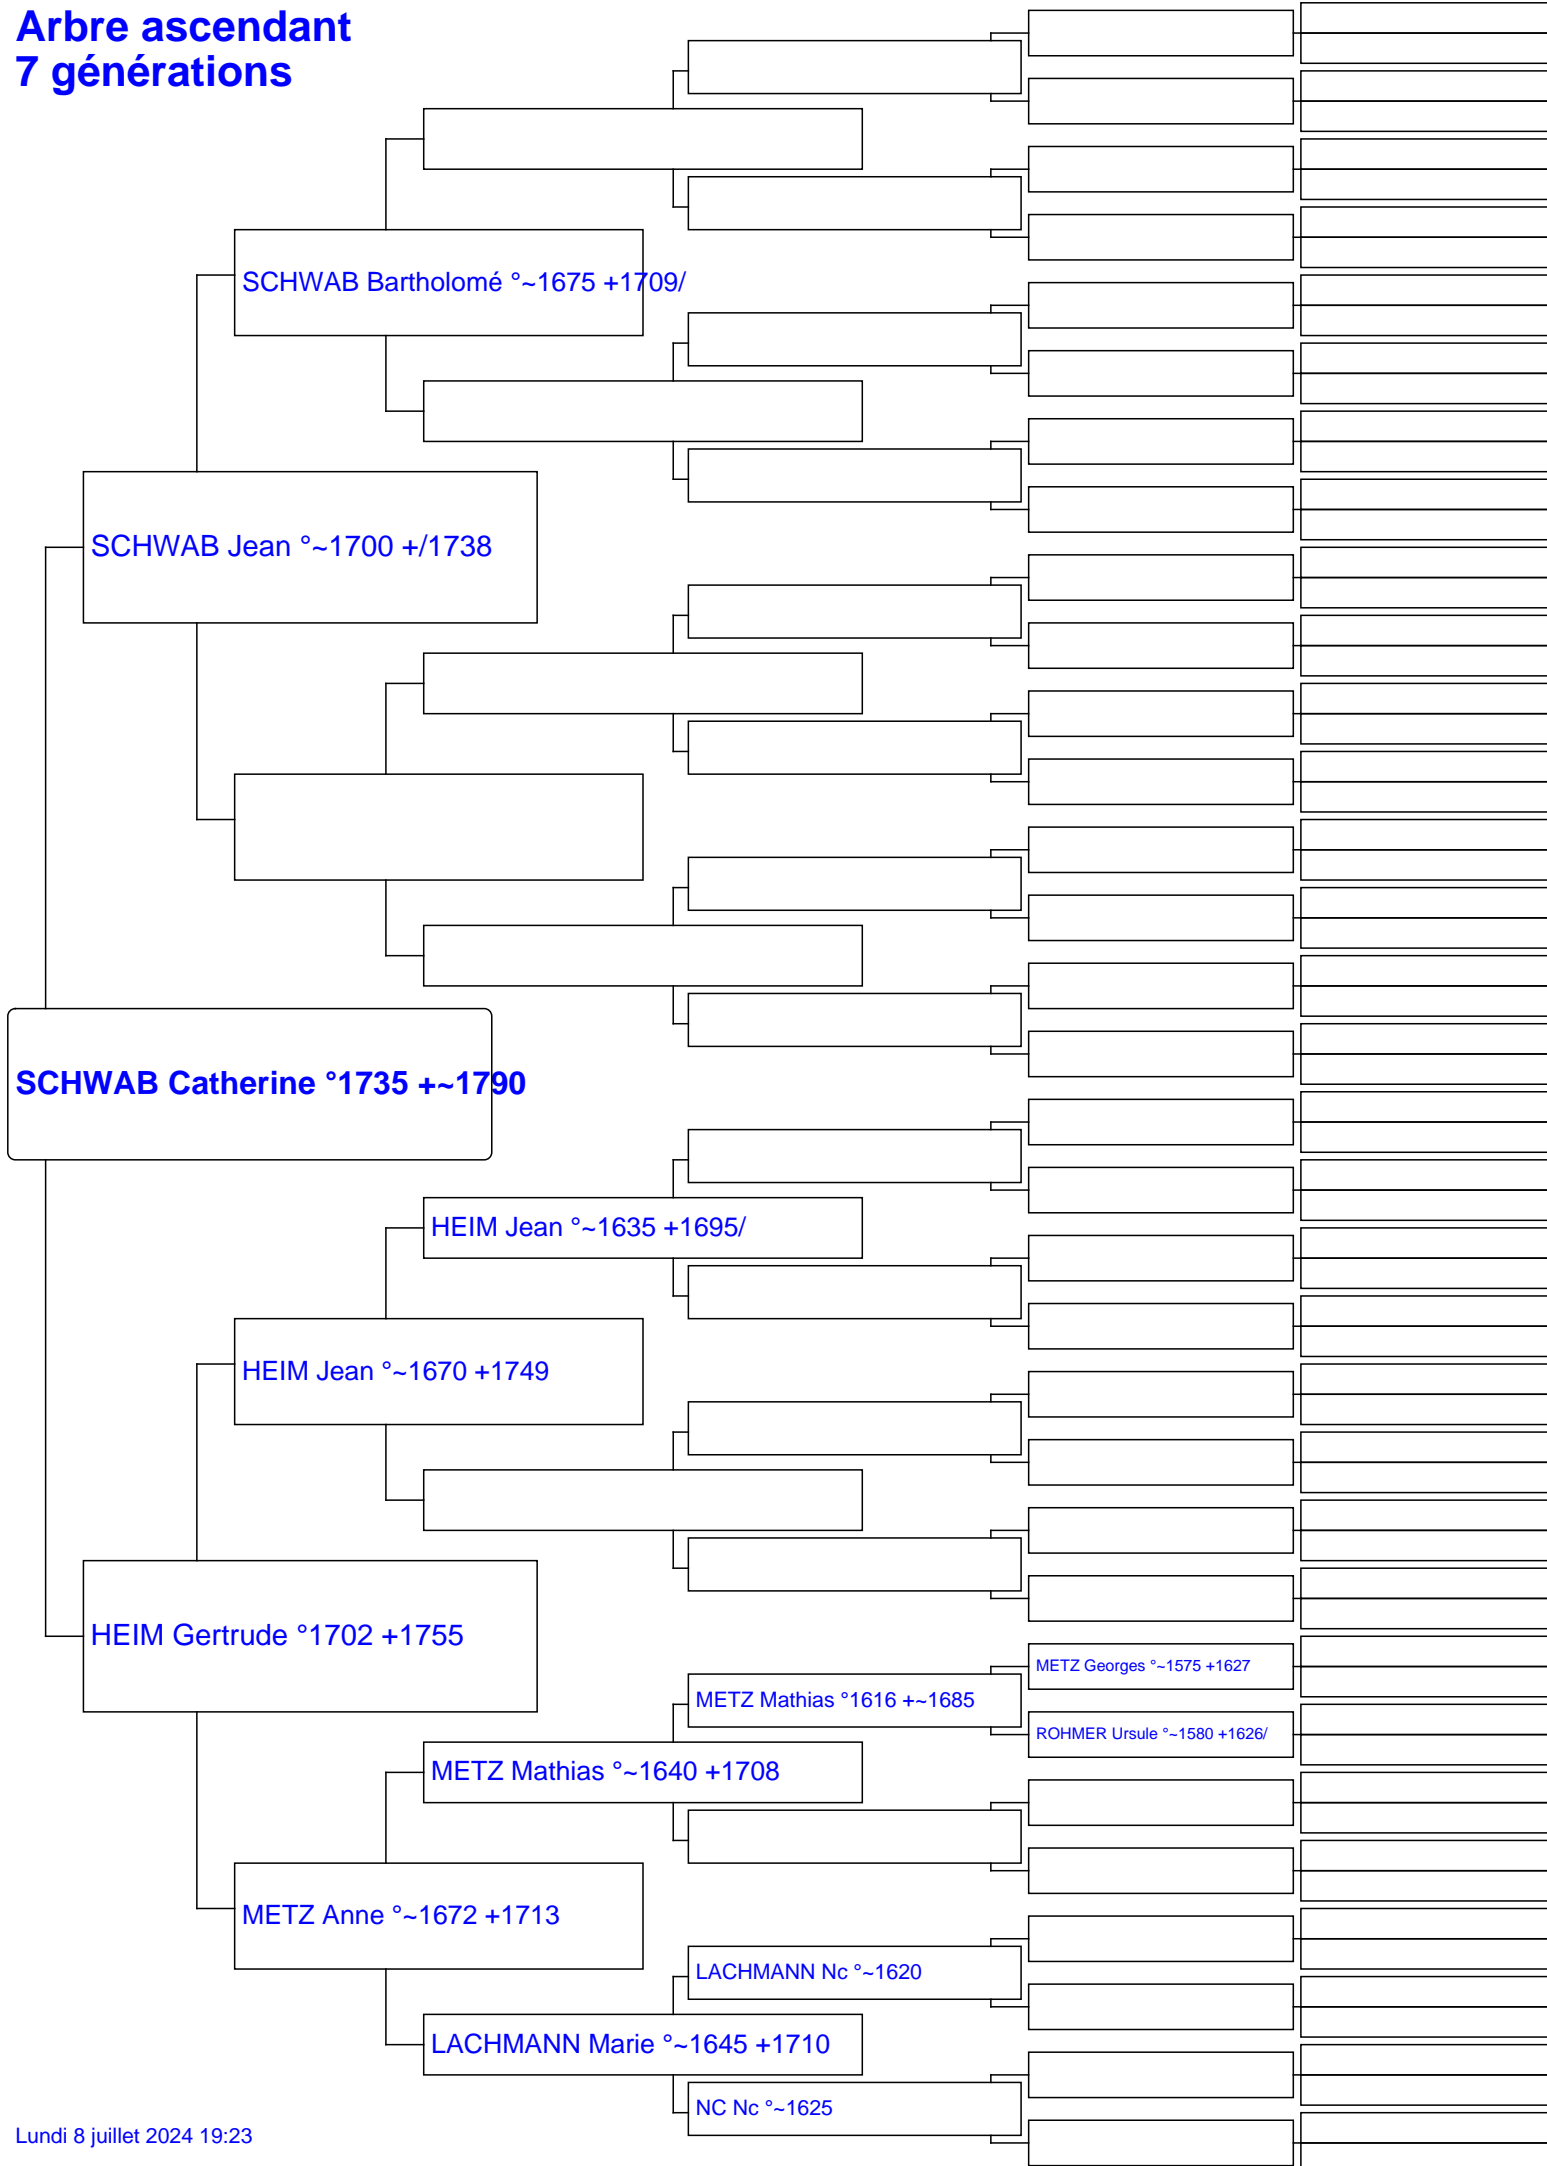 Arbre ascendant
7 générations
SCHWAB Bartholomé °~1675 +1709/
SCHWAB Jean °~1700 +/1738
SCHWAB Catherine °1735 +~1790
HEIM Jean °~1635 +1695/
HEIM Jean °~1670 +1749
HEIM Gertrude °1702 +1755
METZ Georges °~1575 +1627
METZ Mathias °1616 +~1685
ROHMER Ursule °~1580 +1626/
METZ Mathias °~1640 +1708
METZ Anne °~1672 +1713
LACHMANN Nc °~1620
LACHMANN Marie °~1645 +1710
NC Nc °~1625
Lundi 8 juillet 2024 19:23